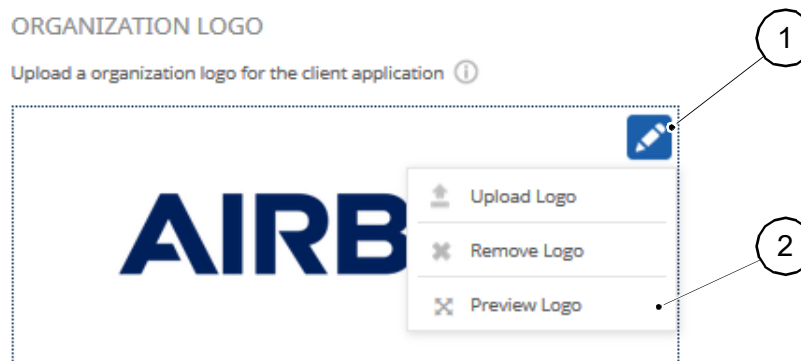 ORGANIZATION LOGO
1
Upload a organization logo for the client application
AIRB
Upload Logo
Remove Logo
2
Preview Logo